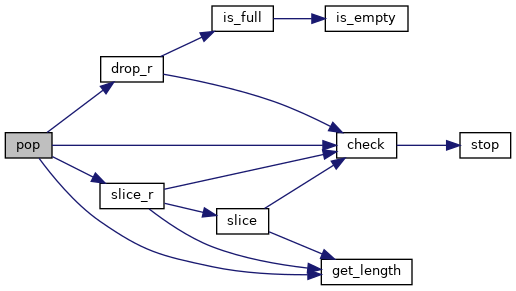 is_full
is_empty
drop_r
pop
check
stop
slice_r
slice
get_length